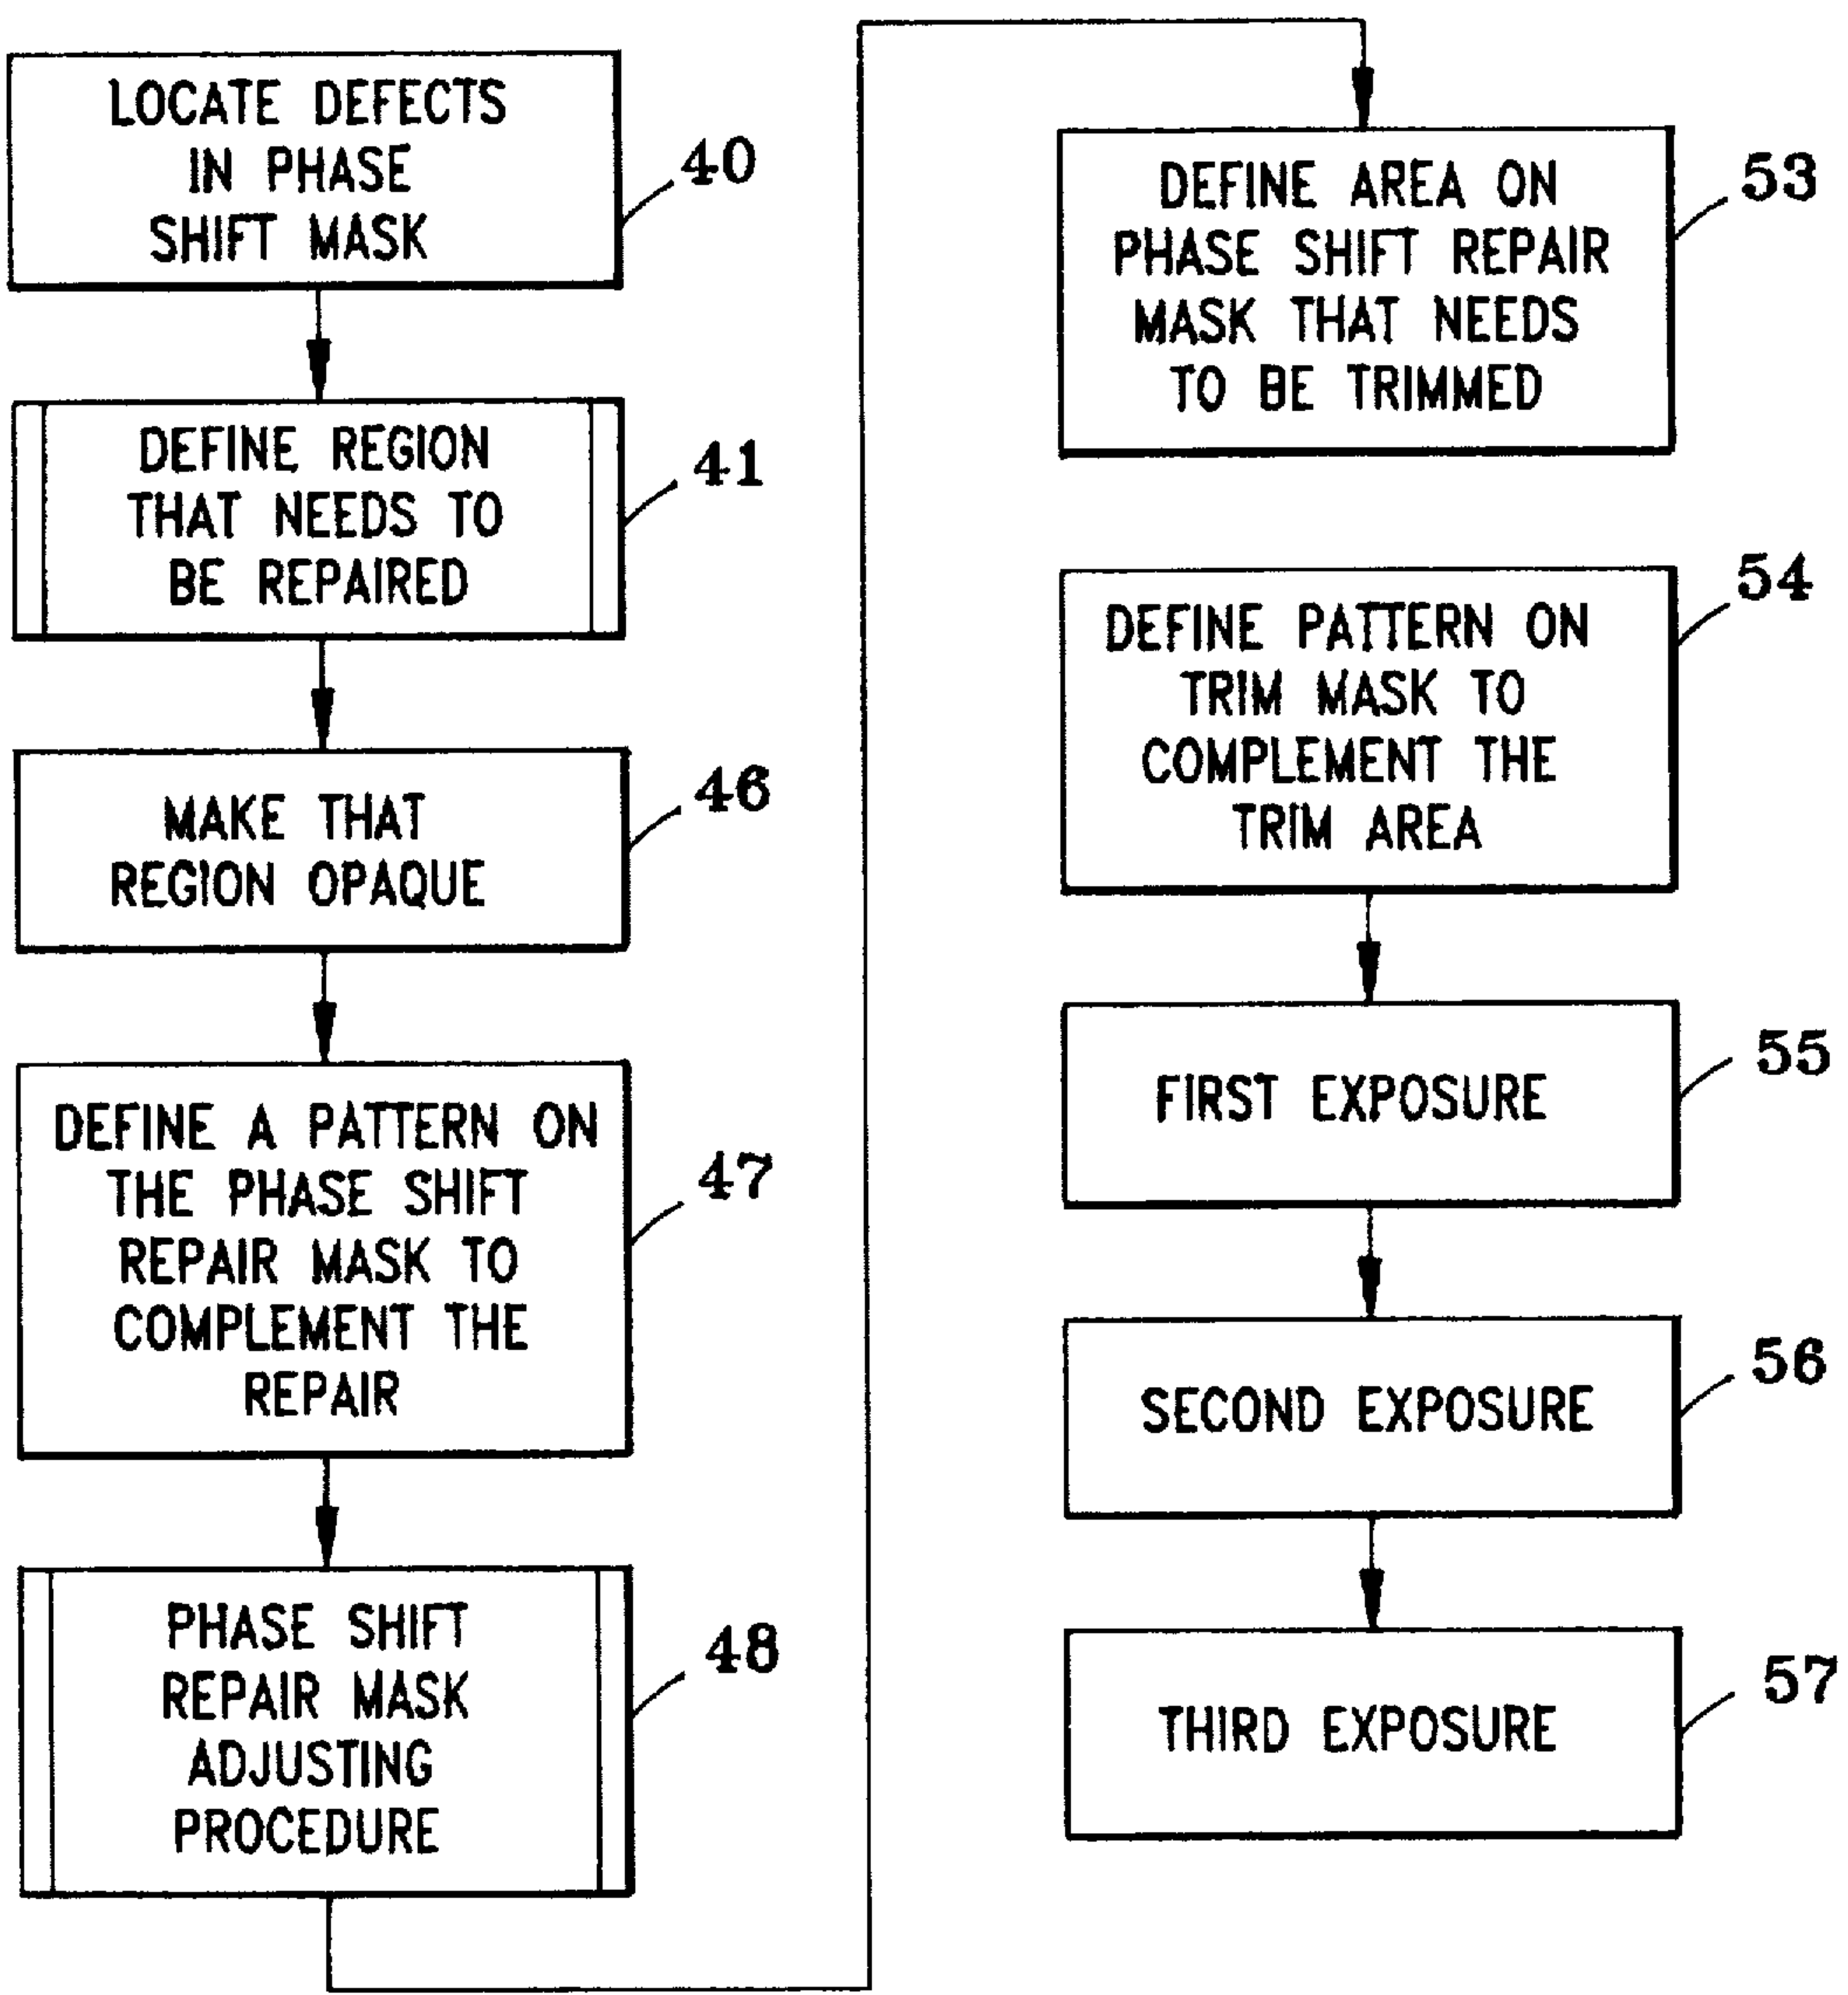 LOCATE DEFECTS
IN PHASE
SHIFT MASK
40
DEFINE REGION
THAT NEEDS TO
BE REPAIRED
41
MAKE THAT
REGION OPAQUE
46
DEFINE A PATTERN ON
THE PHASE SHIFT
REPAIR MASK TO
COMPLEMENT THE
REPAIR
47
PHASE SHIFT
REPAIR MASK
ADJUSTING
PROCEDURE
48
DEFINE AREA ON
PHASE SHIFT REPAIR
MASK THAT NEEDS
TO BE TRIMMED
53
DEFINE PATTERN ON
TRIM MASK TO
COMPLEMENT THE
TRIM AREA
54
FIRST EXPOSURE
55
SECOND EXPOSURE
56
THIRD EXPOSURE
57